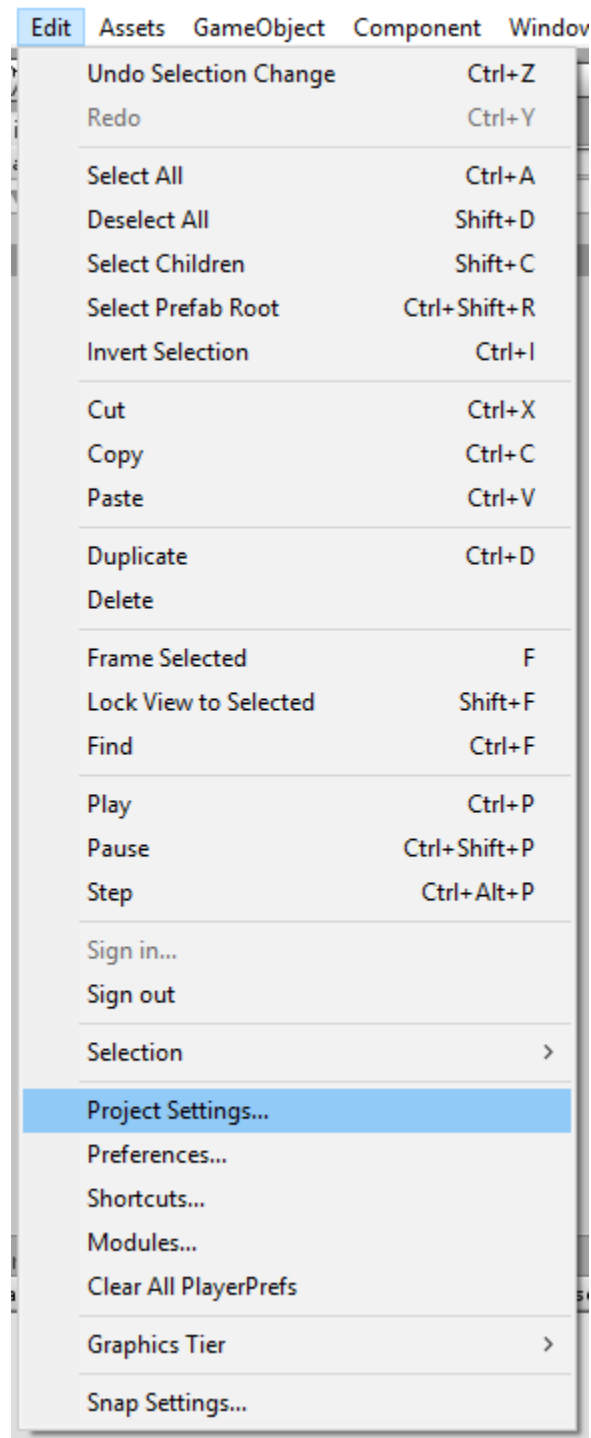 Edit Assets GameObject Component Window
Undo Selection Change Ctrl+Z
Redo Ctrl+Y
Select All Ctrl+A
Deselect All Shift+D
Select Children Shift+C
Select Prefab Root Ctrl+Shift+R
Invert Selection Ctrl+I
Cut Ctrl+X
Copy Ctrl+C
Paste Ctrl+V
Duplicate Ctrl+D
Delete
Frame Selected F
Lock View to Selected Shift+F
Find Ctrl+F
Play Ctrl+P
Pause Ctrl+Shift+P
Step Ctrl+Alt+P
Sign in...
Sign out
Selection >
Project Settings...
Preferences...
Shortcuts...
Modules...
Clear All PlayerPrefs
Graphics Tier >
Snap Settings...